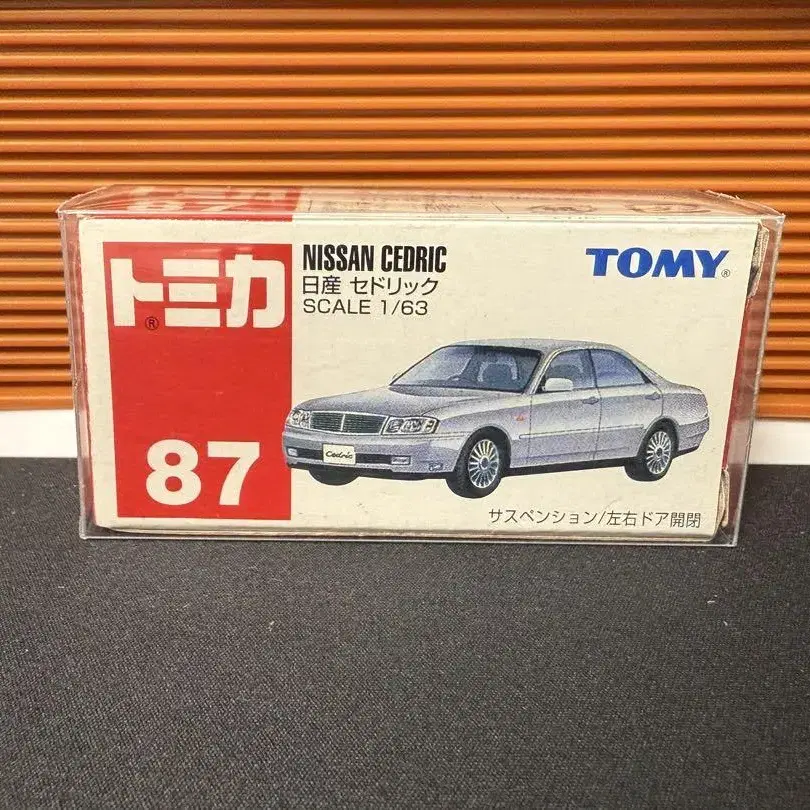 トミカ®
87
NISSAN CEDRIC
日産 セドリック
SCALE 1/63
TOMY®
Cedric
サスペンション/左右ドア開閉
87